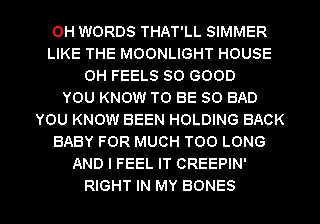 OH WORDS THAT'LL SIMMER
LIKE THE MOONLIGHT HOUSE
OH FEELS SO GOOD
YOU KNOW TO BE SO BAD
YOU KNOW BEEN HOLDING BACK
BABY FOR MUCH TOO LONG
AND I FEEL IT CREEPIN'
RIGHT IN MY BONES